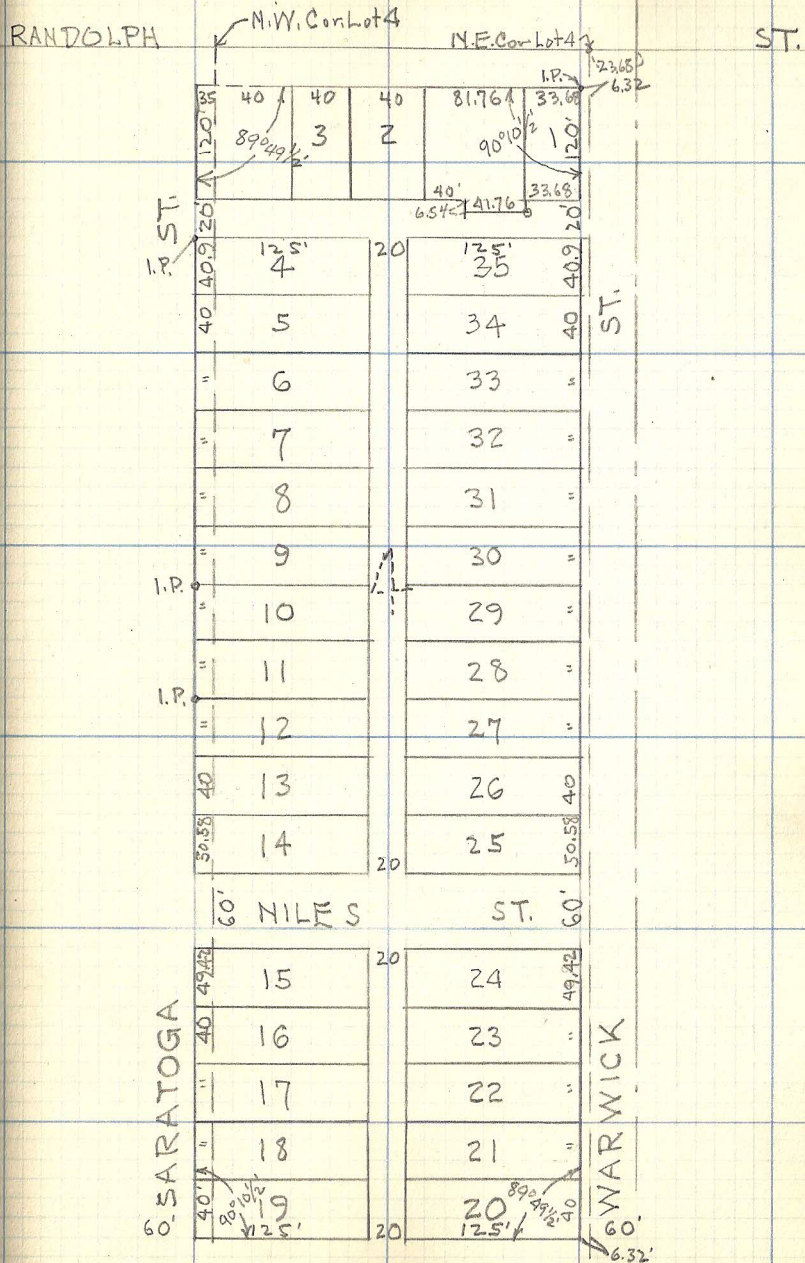 N.W. Cor. Lot 4
RANDOLPH ST.
N.E. Cor Lot 4
23.68'
I.P.
6.32
35 40 40 40 81.76 33.68
120' 89°49½' 3 2 90°10½' 1 120'
40' 33.68
6.54 41.76
20' 20'
ST.
I.P.
40.9 125' 20 125' 40.9
4 35
ST.
40 5 34 40
= 6 33 =
= 7 32 =
= 8 31 =
= 9 30 =
I.P.
= 10 29 =
= 11 28 =
I.P.
= 12 27 =
40 13 26 40
50.58 14 25 50.58
20
60' NILES ST. 60'
20
49.42 15 24 49.42
40 16 23 =
= 17 22 =
= 18 21 =
SARATOGA
WARWICK
40' 90°10½' 19 20 89°49½' 40
60' 125' 20 125' 60'
6.32'